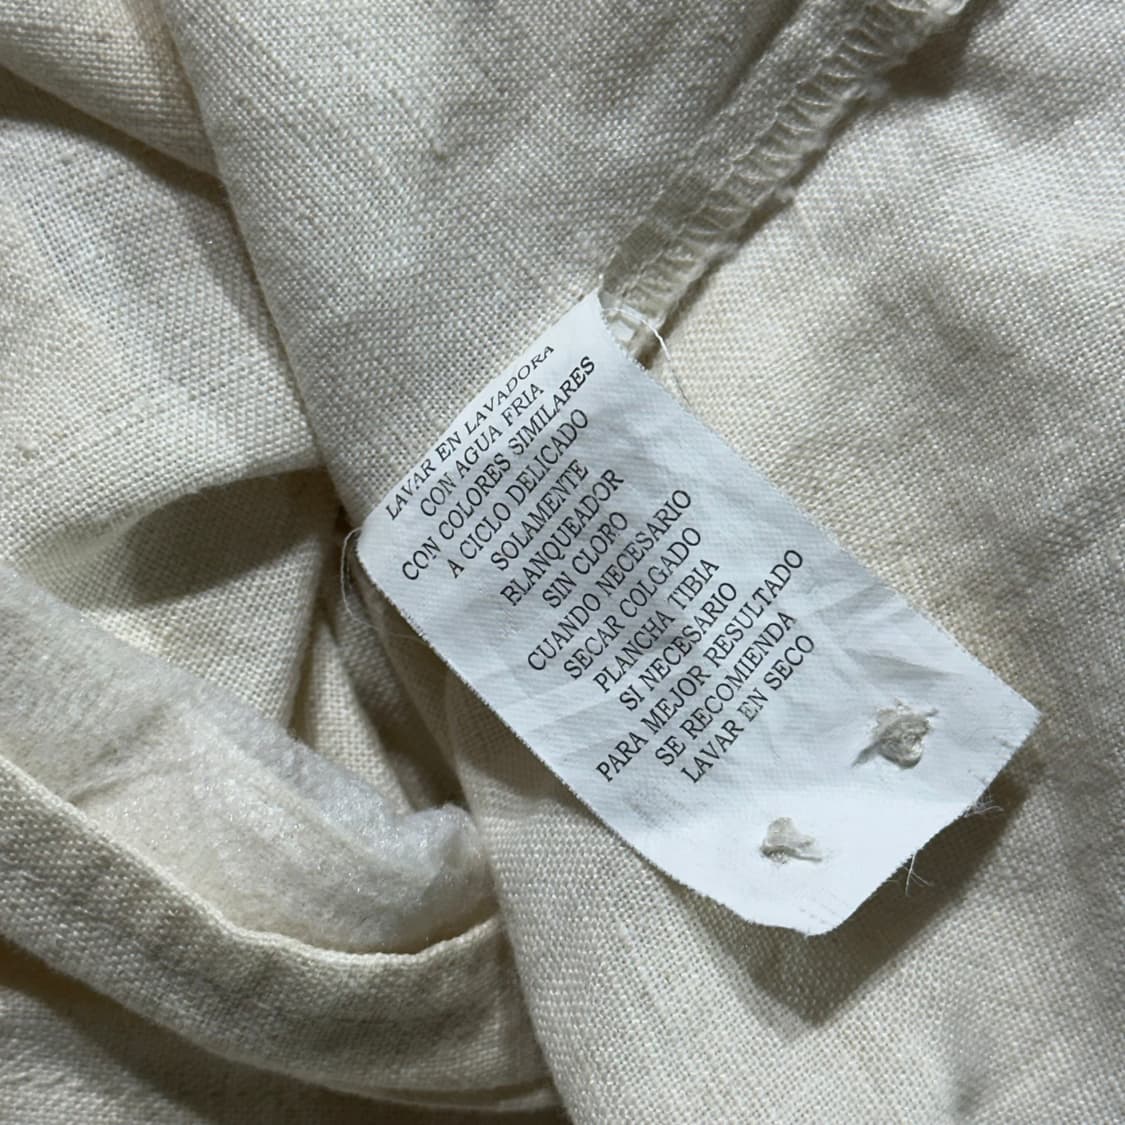 LAVAR EN LAVADORA
CON AGUA FRIA
CON COLORES SIMILARES
A CICLO DELICADO
SOLAMENTE
BLANQUEADOR
SIN CLORO
CUANDO NECESARIO
SECAR COLGADO
PLANCHA TIBIA
SI NECESARIO
PARA MEJOR RESULTADO
SE RECOMIENDA
LAVAR EN SECO